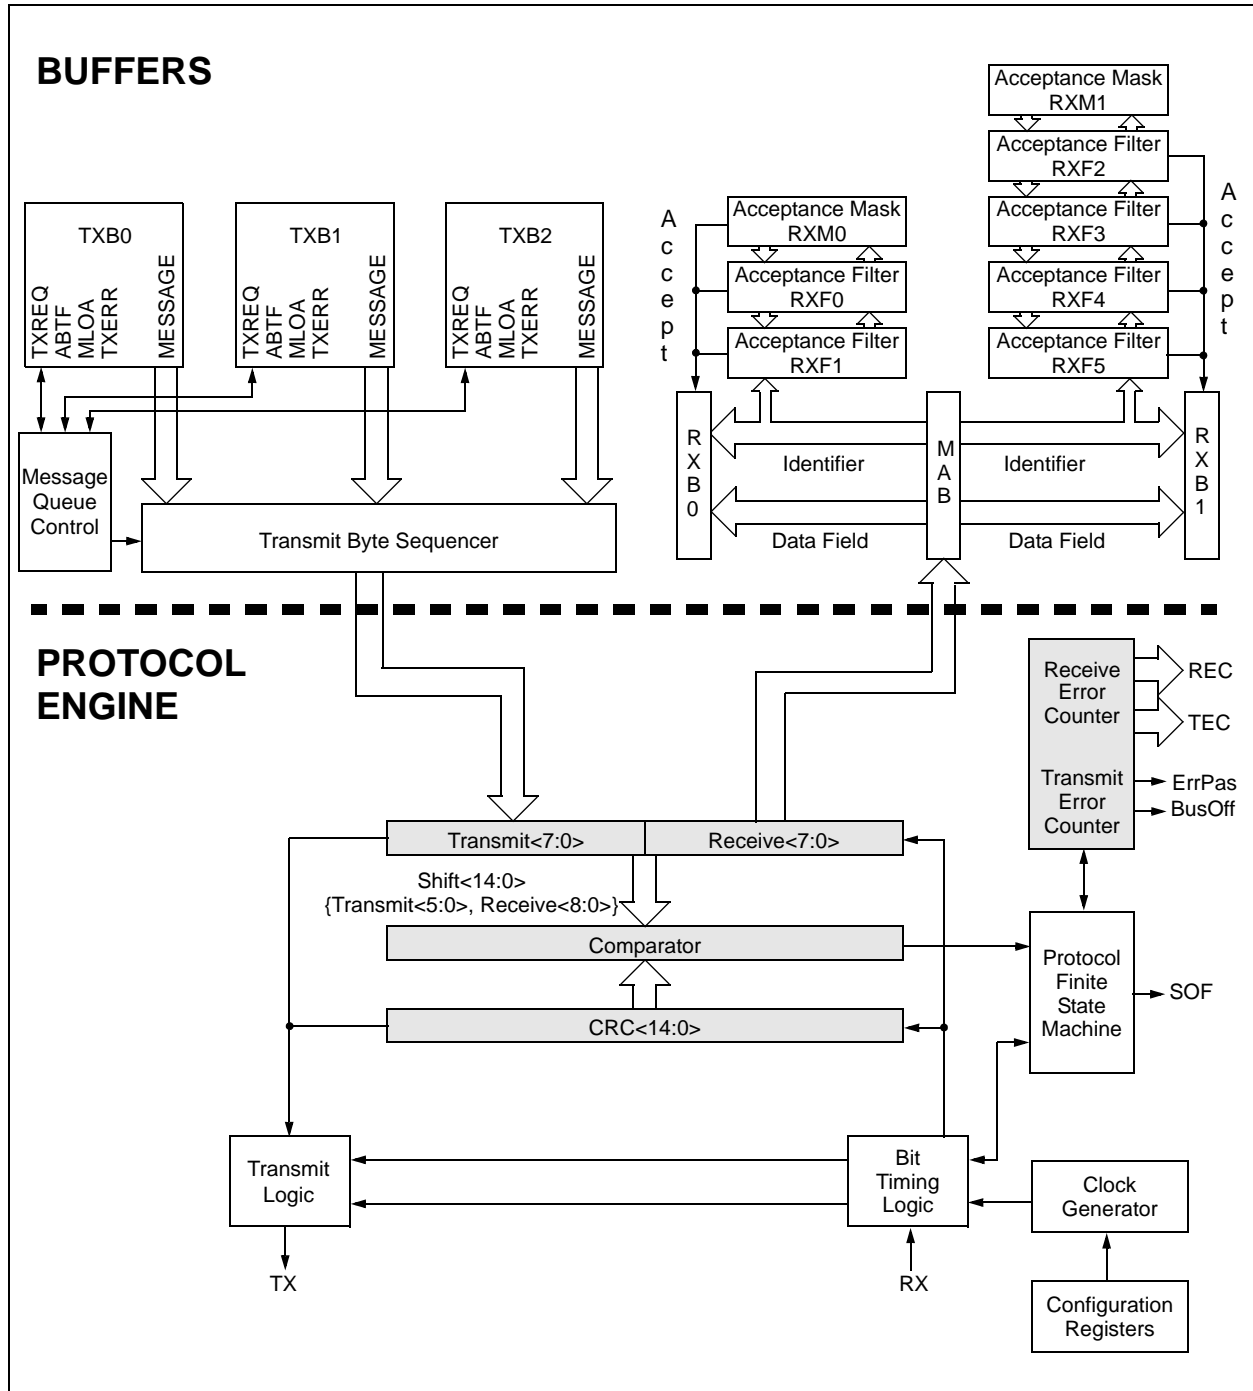 BUFFERS
TXB0
TXREQ
ABTF
MLOA
TXERR
MESSAGE
TXB1
TXREQ
ABTF
MLOA
TXERR
MESSAGE
TXB2
TXREQ
ABTF
MLOA
TXERR
MESSAGE
Message
Queue
Control
Transmit Byte Sequencer
Accept
Acceptance Mask
RXM0
Acceptance Filter
RXF0
Acceptance Filter
RXF1
Acceptance Mask
RXM1
Acceptance Filter
RXF2
Acceptance Filter
RXF3
Acceptance Filter
RXF4
Acceptance Filter
RXF5
Accept
RXB0
Identifier
Data Field
MAB
Identifier
Data Field
RXB1
PROTOCOL
ENGINE
Receive
Error
Counter
Transmit
Error
Counter
REC
TEC
ErrPas
BusOff
Transmit<7:0>
Receive<7:0>
Shift<14:0>
{Transmit<5:0>, Receive<8:0>}
Comparator
CRC<14:0>
Protocol
Finite
State
Machine
SOF
Transmit
Logic
TX
Bit
Timing
Logic
RX
Clock
Generator
Configuration
Registers